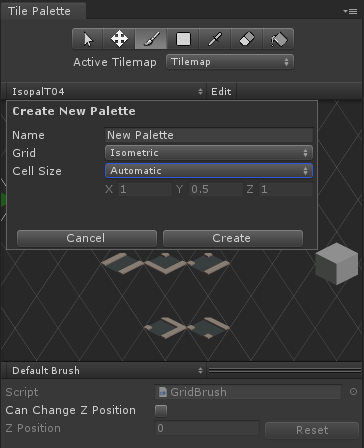 Tile Palette
Active Tilemap Tilemap
IsopalT04 Edit
Create New Palette
Name New Palette
Grid Isometric
Cell Size Automatic
X 1 Y 0.5 Z 1
Cancel Create
Default Brush
Script GridBrush
Can Change Z Position
Z Position 0 Reset